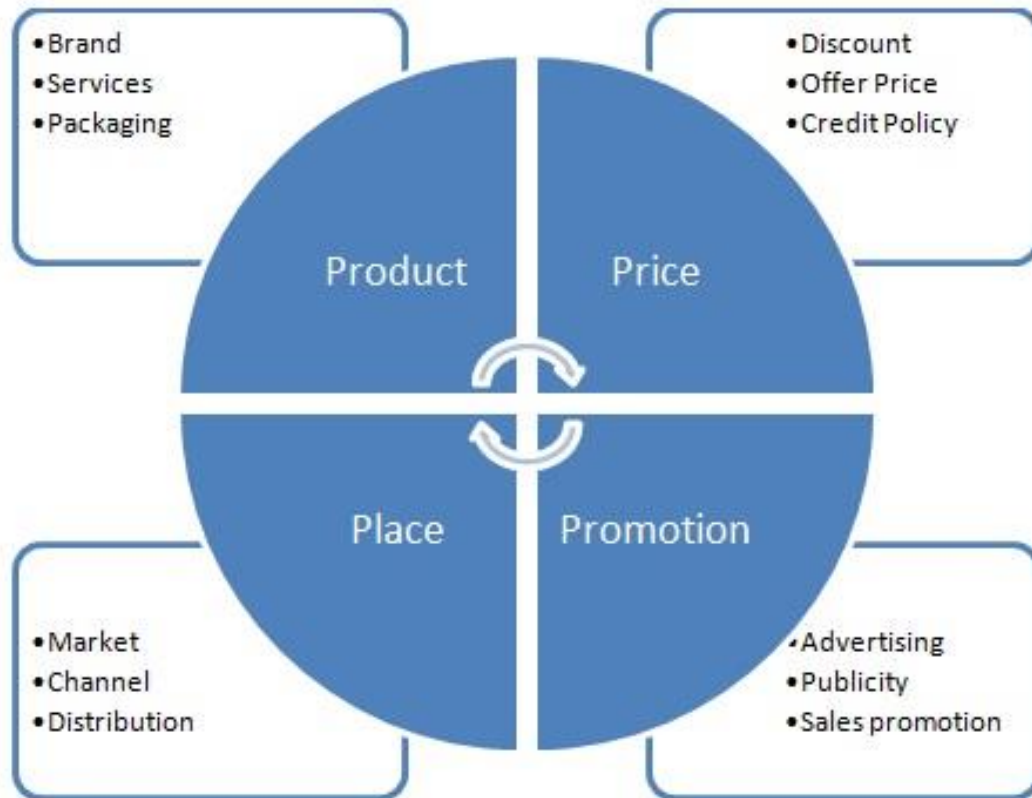 •Brand
•Services
•Packaging
•Discount
•Offer Price
•Credit Policy
Product
Price
Place
Promotion
•Market
•Channel
•Distribution
•Advertising
•Publicity
•Sales promotion